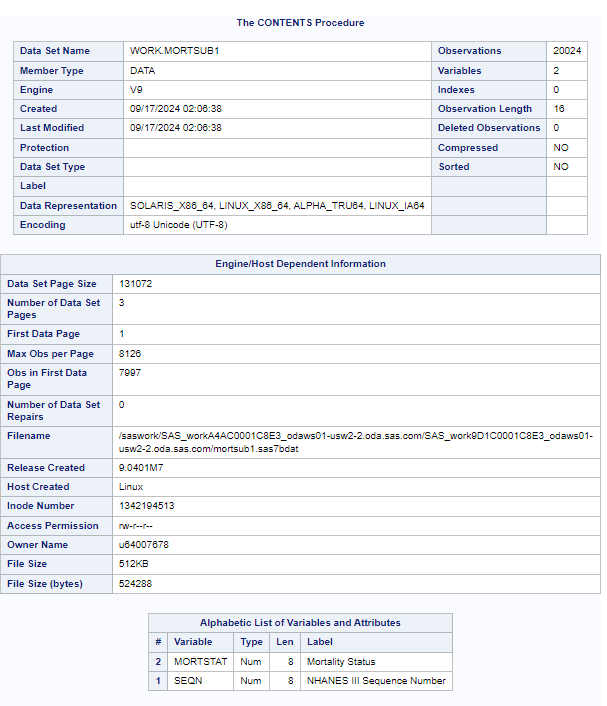 The CONTENTS Procedure
Data Set Name WORK.MORTSUB1 Observations 20024
Member Type DATA Variables 2
Engine V9 Indexes 0
Created 09/17/2024 02:06:38 Observation Length 16
Last Modified 09/17/2024 02:06:38 Deleted Observations 0
Protection Compressed NO
Data Set Type Sorted NO
Label
Data Representation SOLARIS_X86_64, LINUX_X86_64, ALPHA_TRU64, LINUX_IA64
Encoding utf-8 Unicode (UTF-8)
Engine/Host Dependent Information
Data Set Page Size 131072
Number of Data Set 3
Pages
First Data Page 1
Max Obs per Page 8126
Obs in First Data 7997
Page
Number of Data Set 0
Repairs
Filename /saswork/SAS_workA4AC0001C8E3_odaws01-usw2-2.oda.sas.com/SAS_work9D1C0001C8E3_odaws01-
usw2-2.oda.sas.com/mortsub1.sas7bdat
Release Created 9.0401M7
Host Created Linux
Inode Number 1342194513
Access Permission rw-r--r--
Owner Name u64007678
File Size 512KB
File Size (bytes) 524288
Alphabetic List of Variables and Attributes
# Variable Type Len Label
2 MORTSTAT Num 8 Mortality Status
1 SEQN Num 8 NHANES III Sequence Number